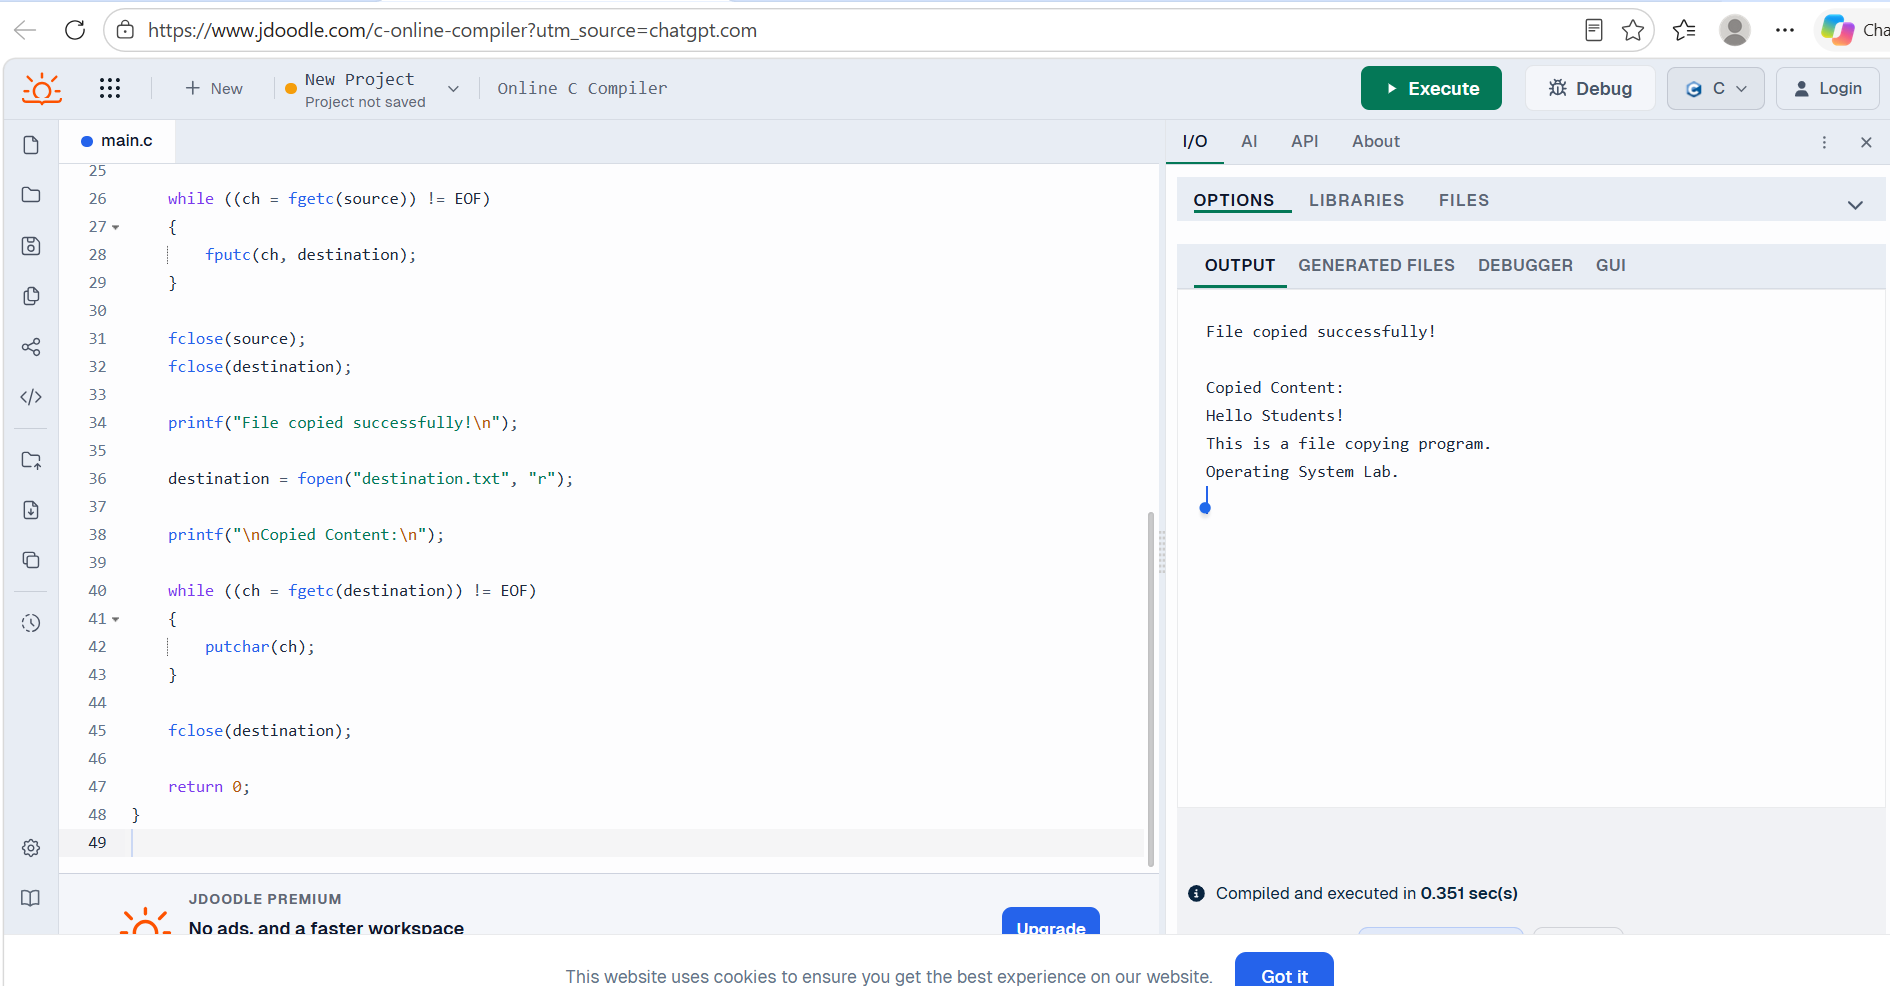 https://www.jdoodle.com/c-online-compiler?utm_source=chatgpt.com
New
New Project
Project not saved
Online C Compiler
Execute
Debug
C
Login
main.c
I/O
AI
API
About
25
26 while ((ch = fgetc(source)) != EOF)
27 {
28 fputc(ch, destination);
29 }
30
31 fclose(source);
32 fclose(destination);
33
34 printf("File copied successfully!\n");
35
36 destination = fopen("destination.txt", "r");
37
38 printf("\nCopied Content:\n");
39
40 while ((ch = fgetc(destination)) != EOF)
41 {
42 putchar(ch);
43 }
44
45 fclose(destination);
46
47 return 0;
48 }
49
OPTIONS LIBRARIES FILES
OUTPUT GENERATED FILES DEBUGGER GUI
File copied successfully!
Copied Content:
Hello Students!
This is a file copying program.
Operating System Lab.
Compiled and executed in 0.351 sec(s)
JDOODLE PREMIUM
No ads, and a faster workspace
Upgrade
This website uses cookies to ensure you get the best experience on our website.
Got it